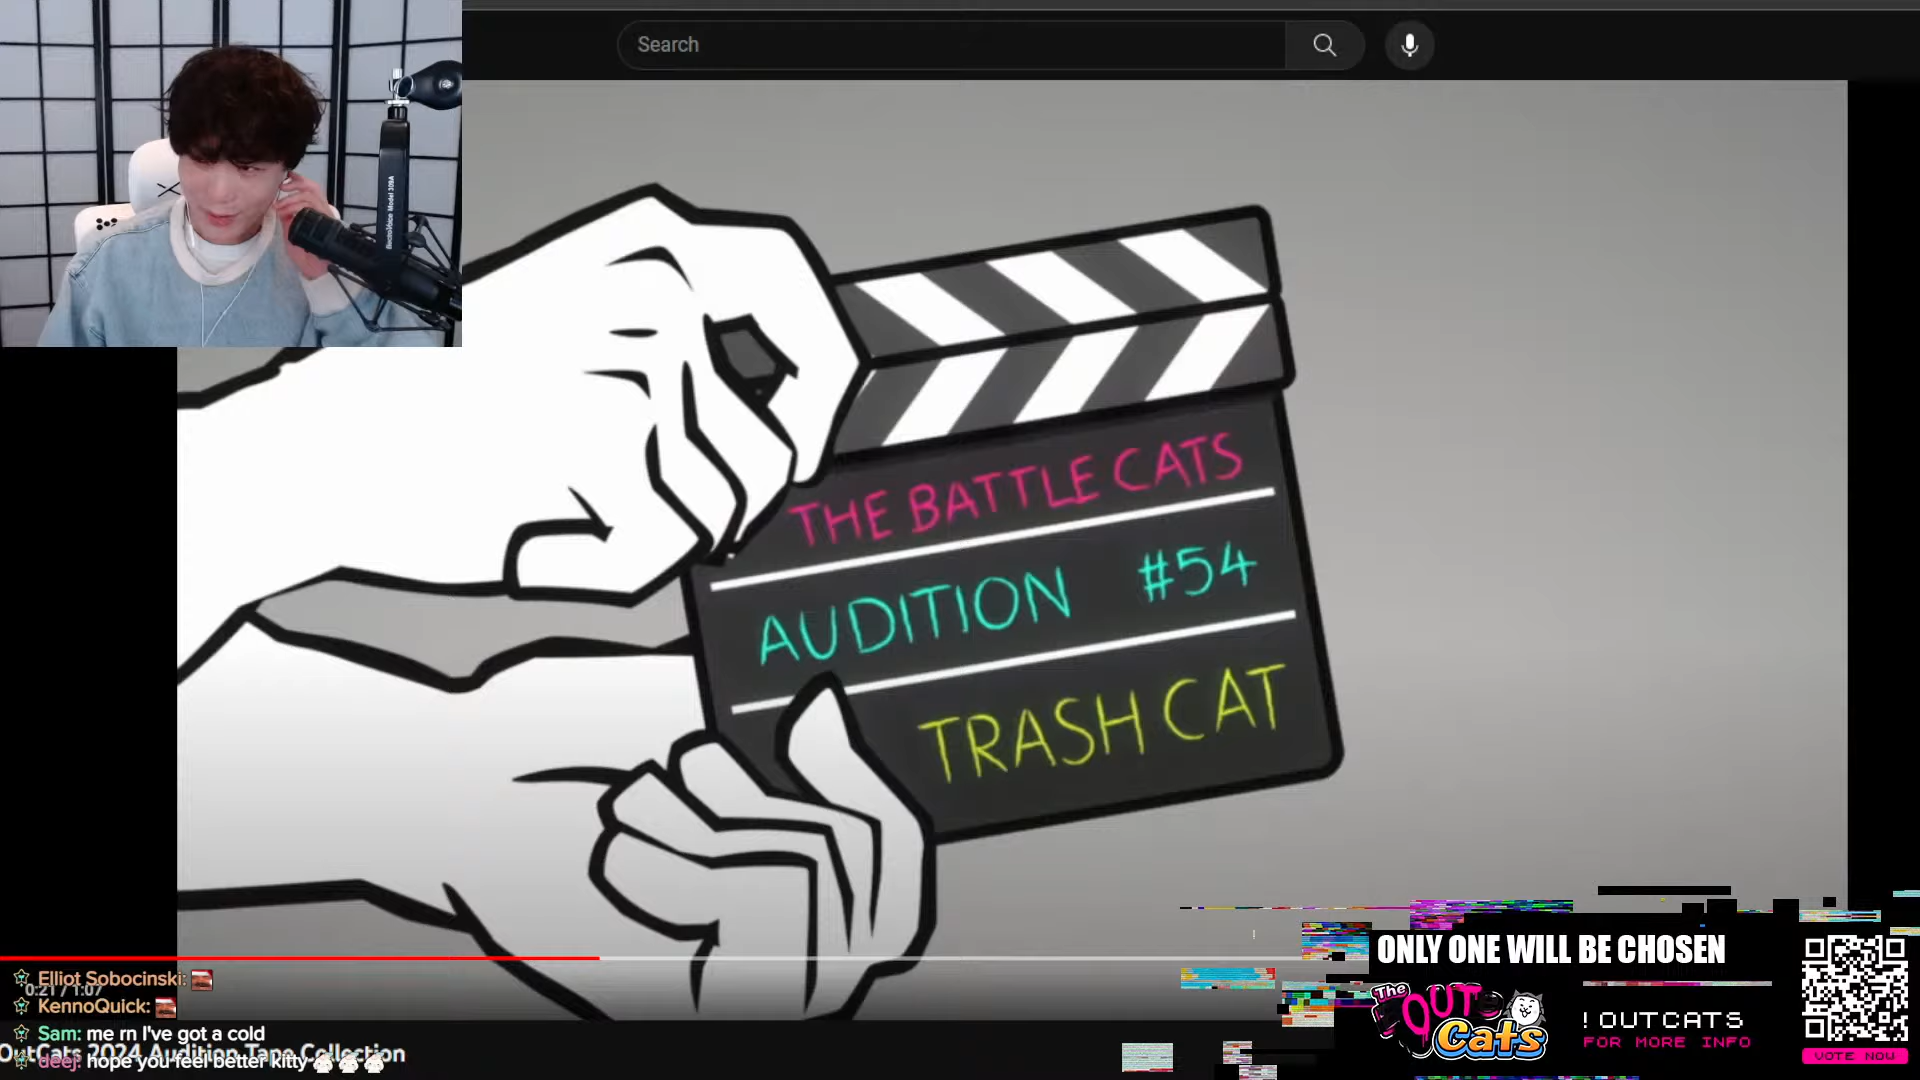 Search
THE BATTLE CATS
AUDITION #54
TRASH CAT
Elliot Sobocinski:
0:21 / 1:07
KennoQuick:
Sam: me rn I've got a cold
OutCats 2024 Audition Tape Collection
deej: hope you feel better kitty
ONLY ONE WILL BE CHOSEN
The OUT Cats
!OUTCATS
FOR MORE INFO
VOTE NOW